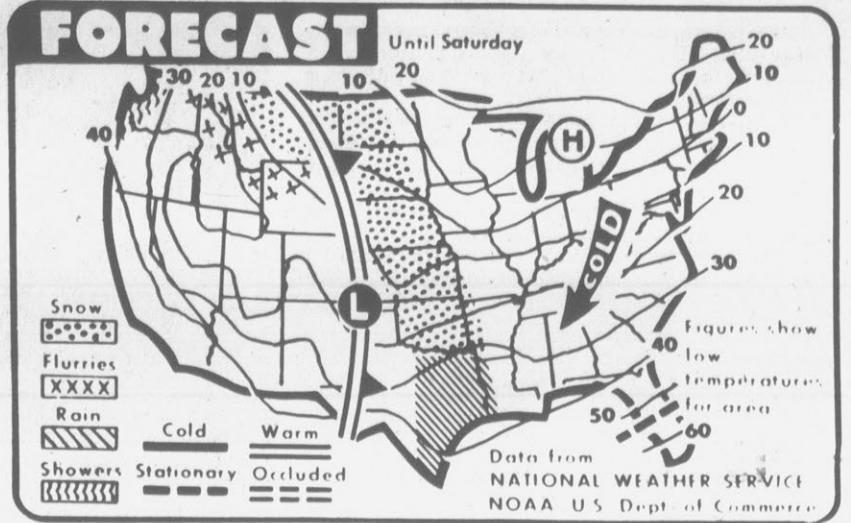 FORECAST
Until Saturday
30 20 10
10 20
20
10
0
10
20
30
40
H
COLD
L
40
50
60
Snow
Flurries
XXXX
Rain
Showers
Cold
Warm
Stationary
Occluded
Figures show
low
temperatures
for area
Data from
NATIONAL WEATHER SERVICE
NOAA U S Dept of Commerce